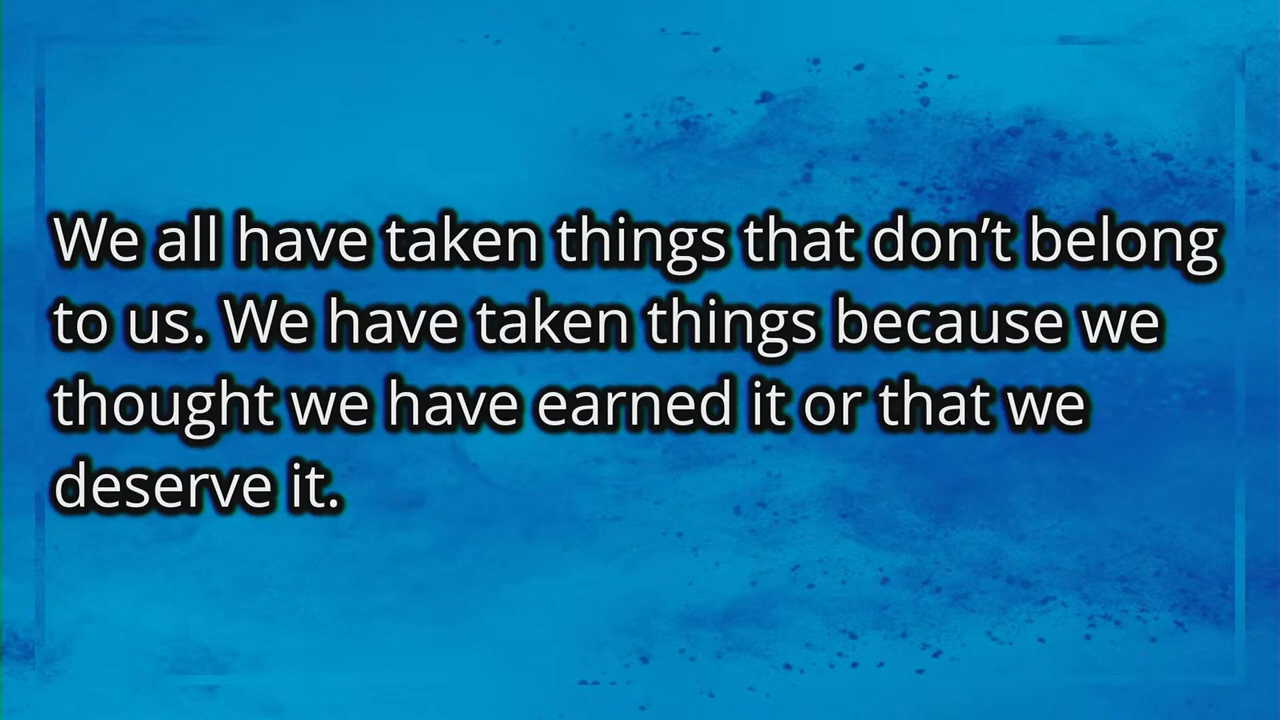 We all have taken things that don’t belong
to us. We have taken things because we
thought we have earned it or that we
deserve it.